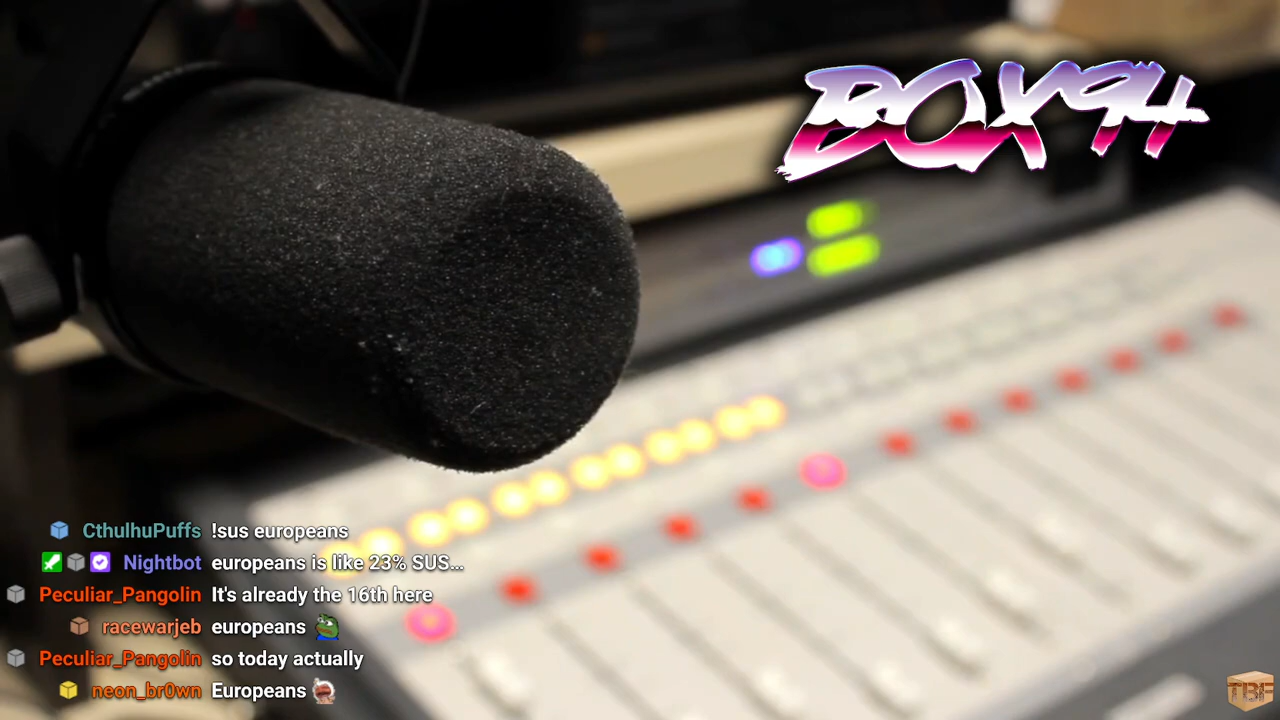 BOX94
CthulhuPuffs !sus europeans
Nightbot europeans is like 23% SUS...
Peculiar_Pangolin It's already the 16th here
racewarjeb europeans
Peculiar_Pangolin so today actually
neon_br0wn Europeans
TBF